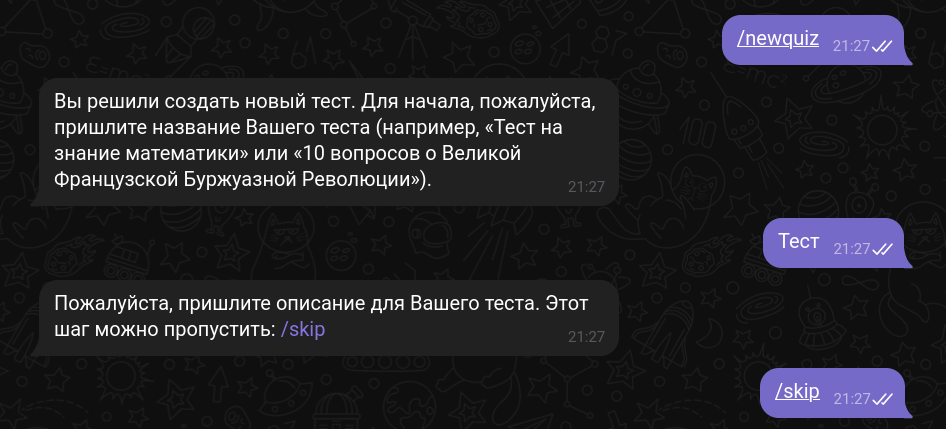 /newquiz 21:27
Вы решили создать новый тест. Для начала, пожалуйста,
пришлите название Вашего теста (например, «Тест на
знание математики» или «10 вопросов о Великой
Французской Буржуазной Революции»).
21:27
Тест 21:27
Пожалуйста, пришлите описание для Вашего теста. Этот
шаг можно пропустить: /skip
21:27
/skip 21:27